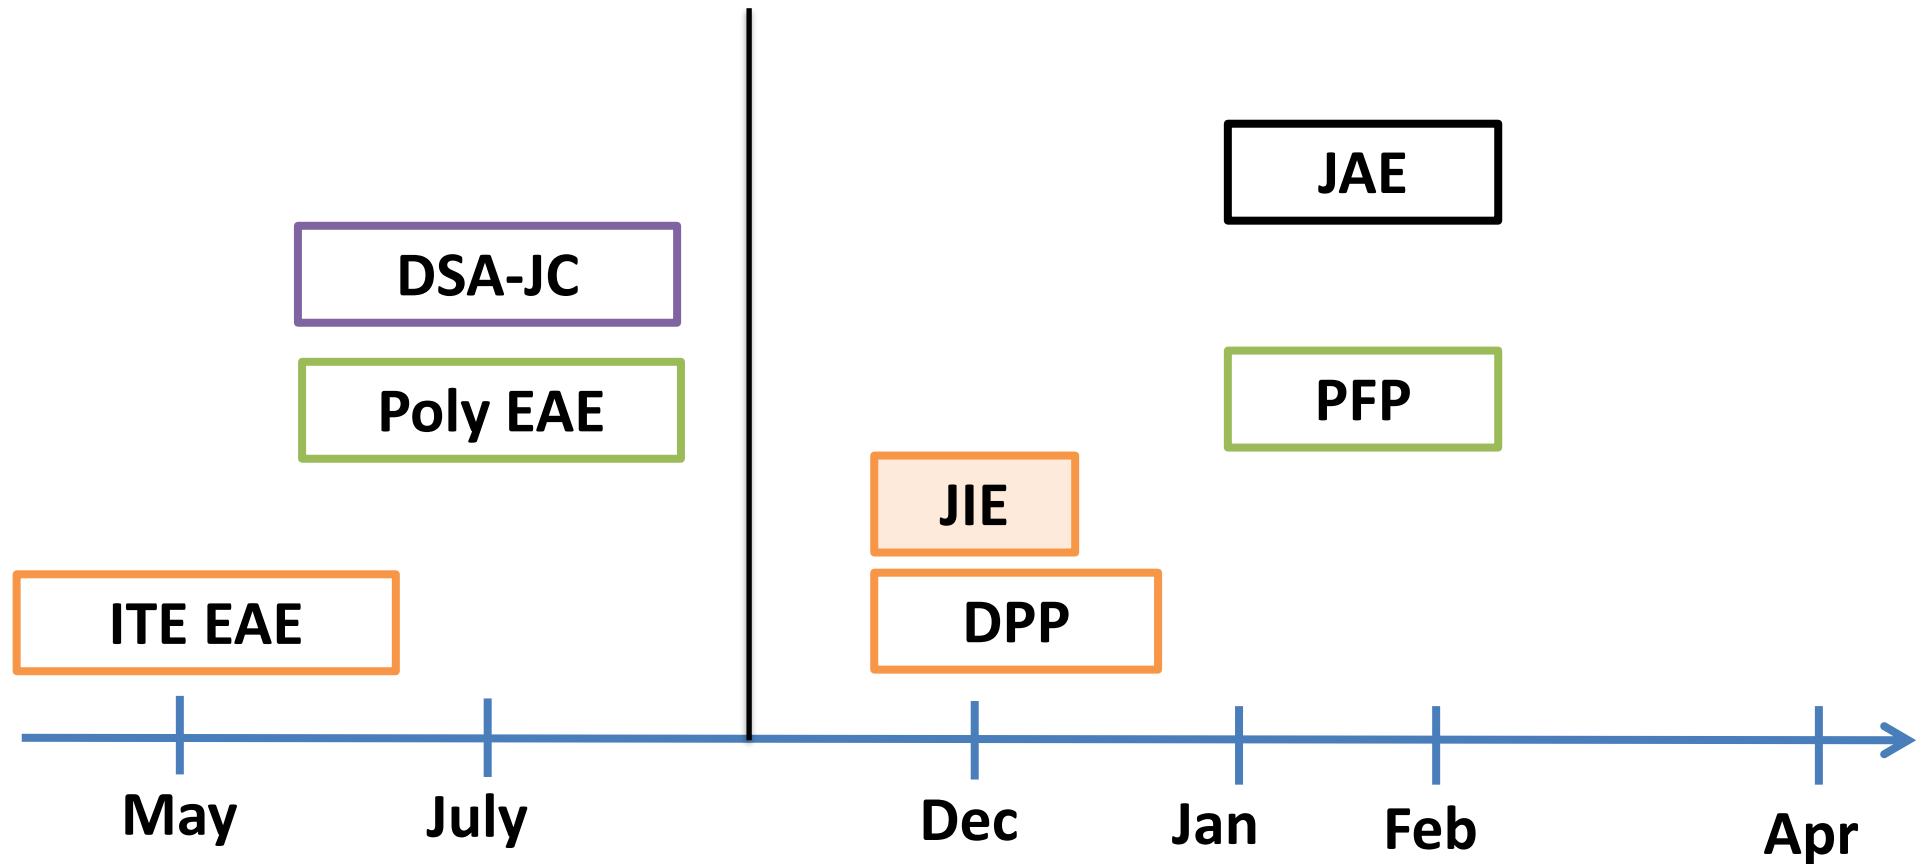 JAE
DSA-JC
Poly EAE
PFP
JIE
ITE EAE
DPP
May
July
Dec
Jan
Feb
Apr